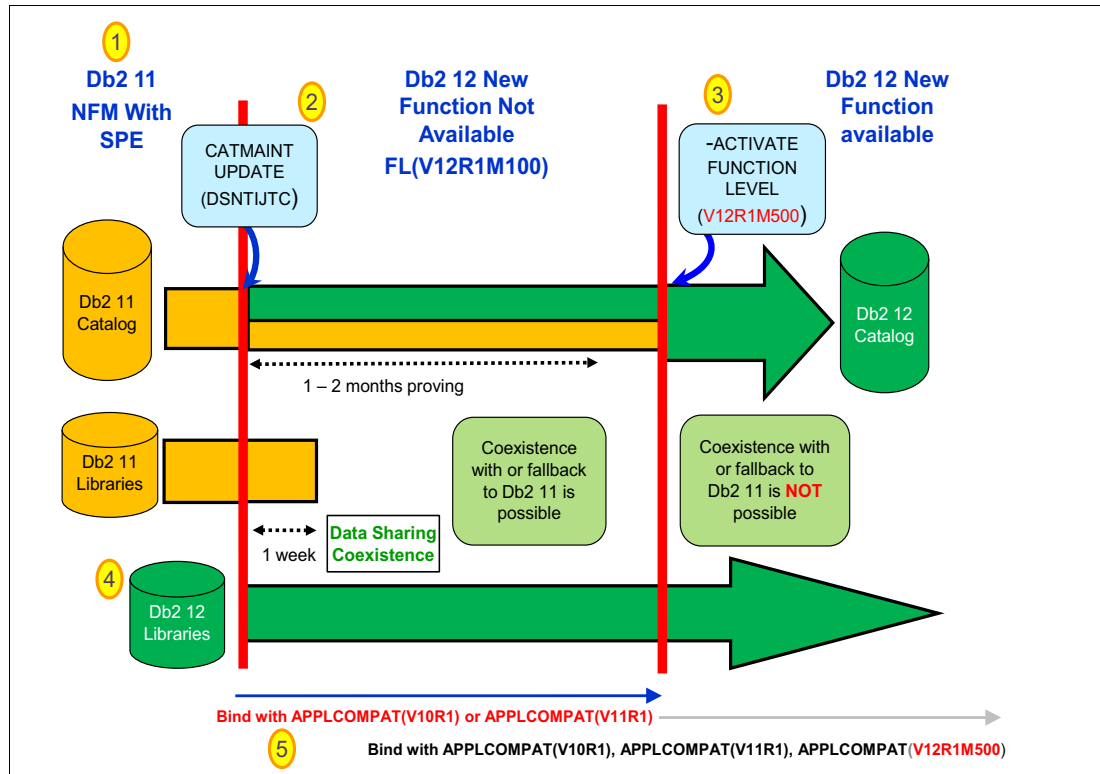 1
Db2 11
NFM With
SPE
2
Db2 12 New
Function Not
Available
FL(V12R1M100)
3
Db2 12 New
Function
available
CATMAINT
UPDATE
(DSNTIJTC)
-ACTIVATE
FUNCTION
LEVEL
(V12R1M500)
Db2 11
Catalog
Db2 12
Catalog
1 – 2 months proving
Db2 11
Libraries
Coexistence
with or fallback
to Db2 11 is
possible
Coexistence with
or fallback to
Db2 11 is NOT
possible
1 week
Data Sharing
Coexistence
4
Db2 12
Libraries
Bind with APPLCOMPAT(V10R1) or APPLCOMPAT(V11R1)
5
Bind with APPLCOMPAT(V10R1), APPLCOMPAT(V11R1), APPLCOMPAT(V12R1M500)